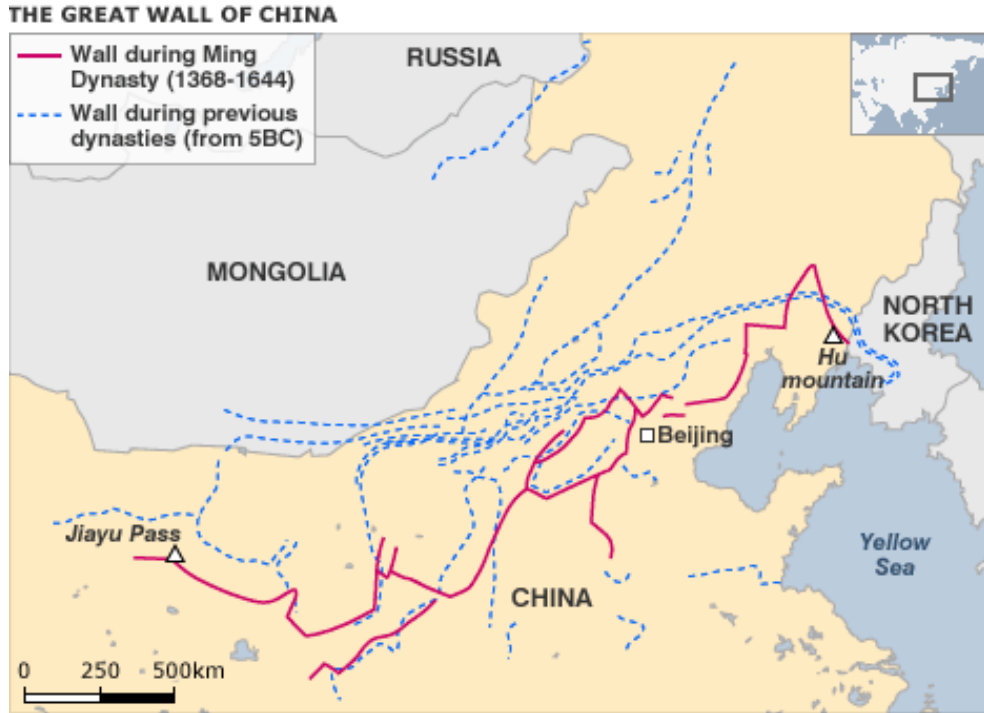 THE GREAT WALL OF CHINA
Wall during Ming
Dynasty (1368-1644)
Wall during previous
dynasties (from 5BC)
RUSSIA
MONGOLIA
NORTH
KOREA
Hu
mountain
Beijing
Jiayu Pass
Yellow
Sea
CHINA
0 250 500km